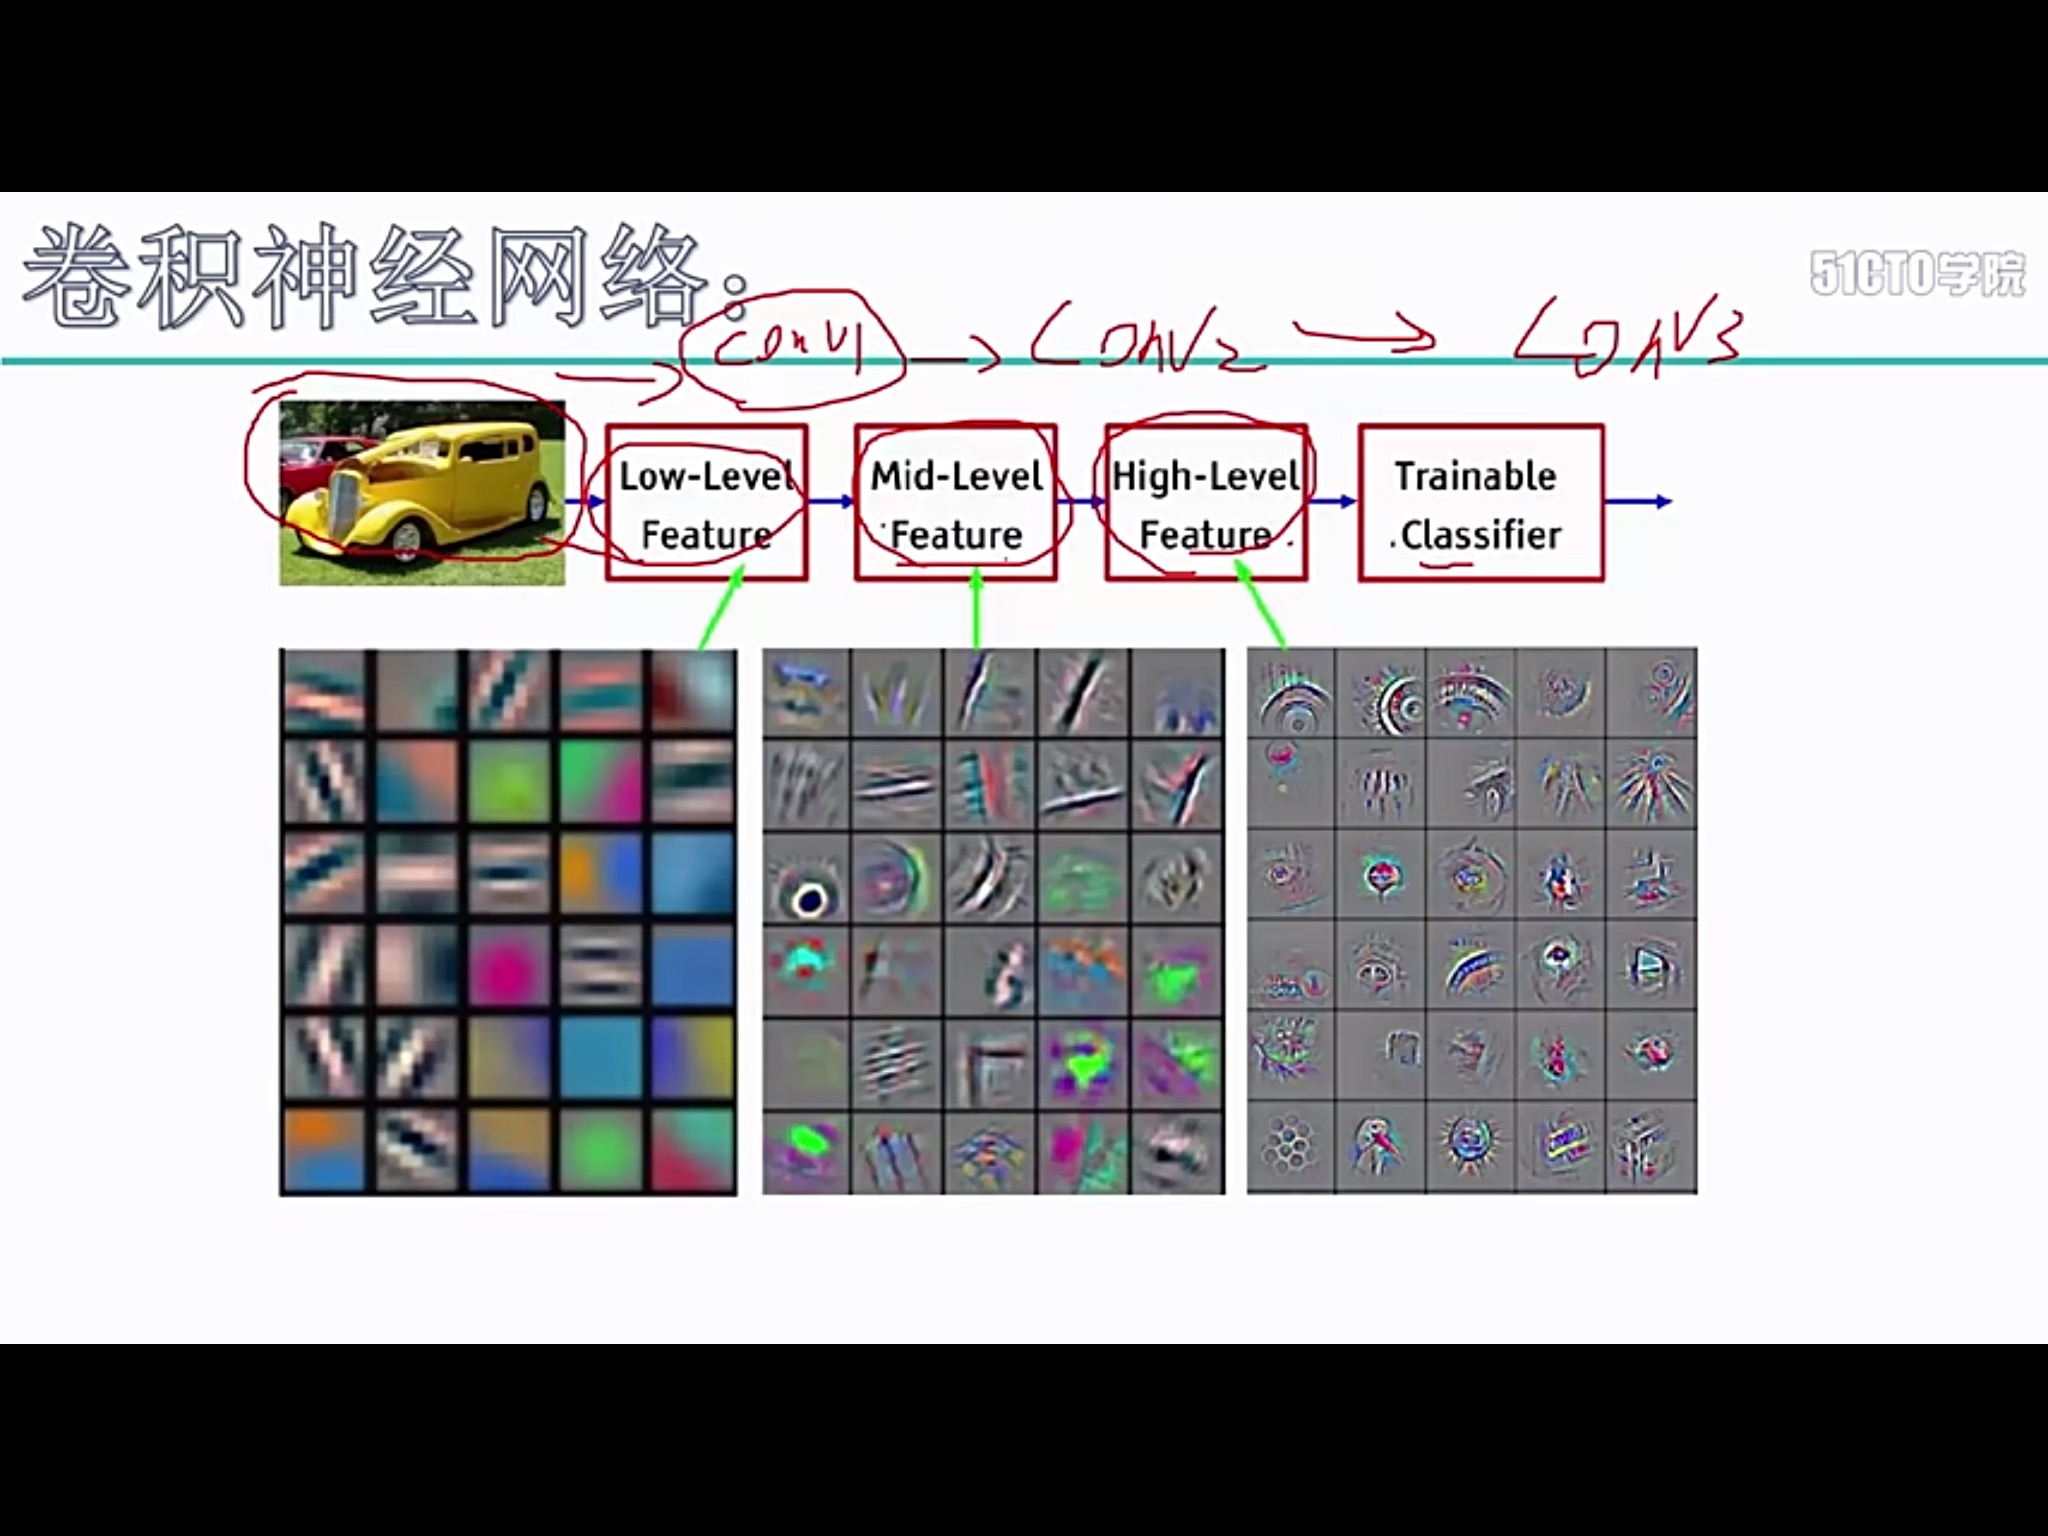 卷积神经网络:
51CTO学院
conv1 → conv2 → conv3
Low-Level
Feature
Mid-Level
Feature
High-Level
Feature
Trainable
Classifier